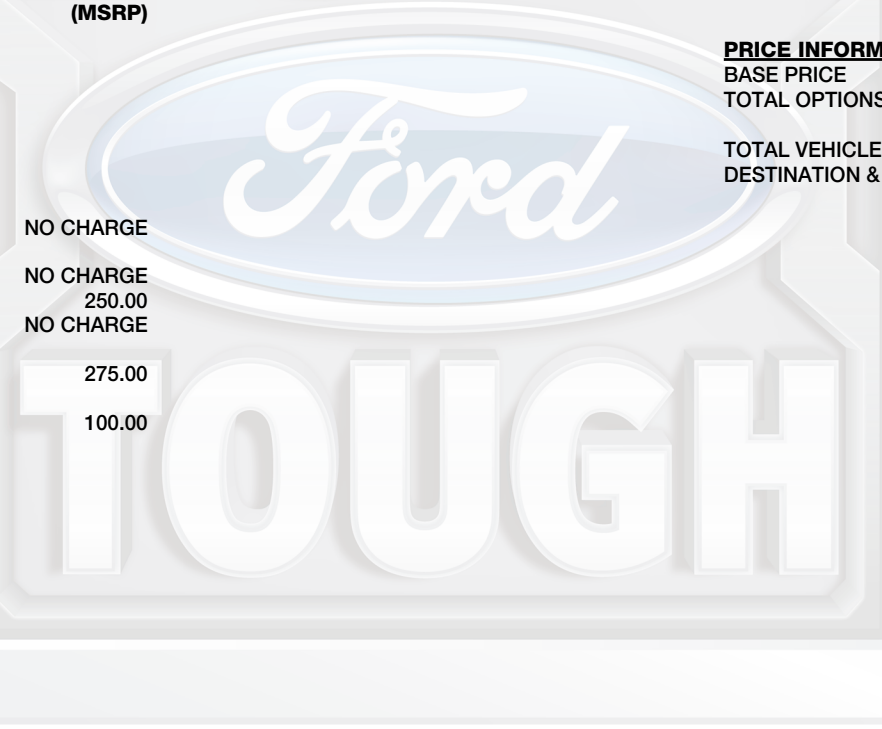 (MSRP)
NO CHARGE
NO CHARGE
250.00
NO CHARGE
275.00
100.00
PRICE INFORM
BASE PRICE
TOTAL OPTIONS
TOTAL VEHICLE
DESTINATION &
Ford
TOUGH